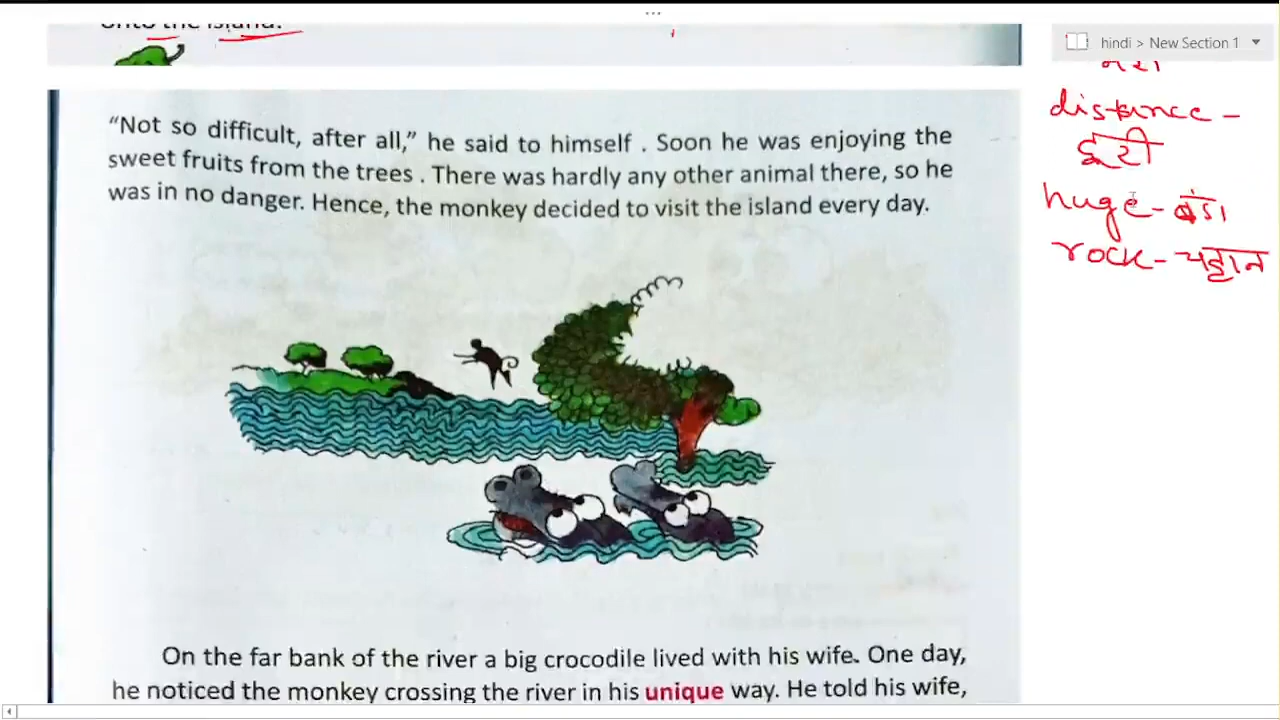 onto the island.
hindi > New Section 1
distance -
दूरी
huge - बड़ा
rock - चट्टान
"Not so difficult, after all," he said to himself . Soon he was enjoying the
sweet fruits from the trees . There was hardly any other animal there, so he
was in no danger. Hence, the monkey decided to visit the island every day.
On the far bank of the river a big crocodile lived with his wife. One day,
he noticed the monkey crossing the river in his unique way. He told his wife,